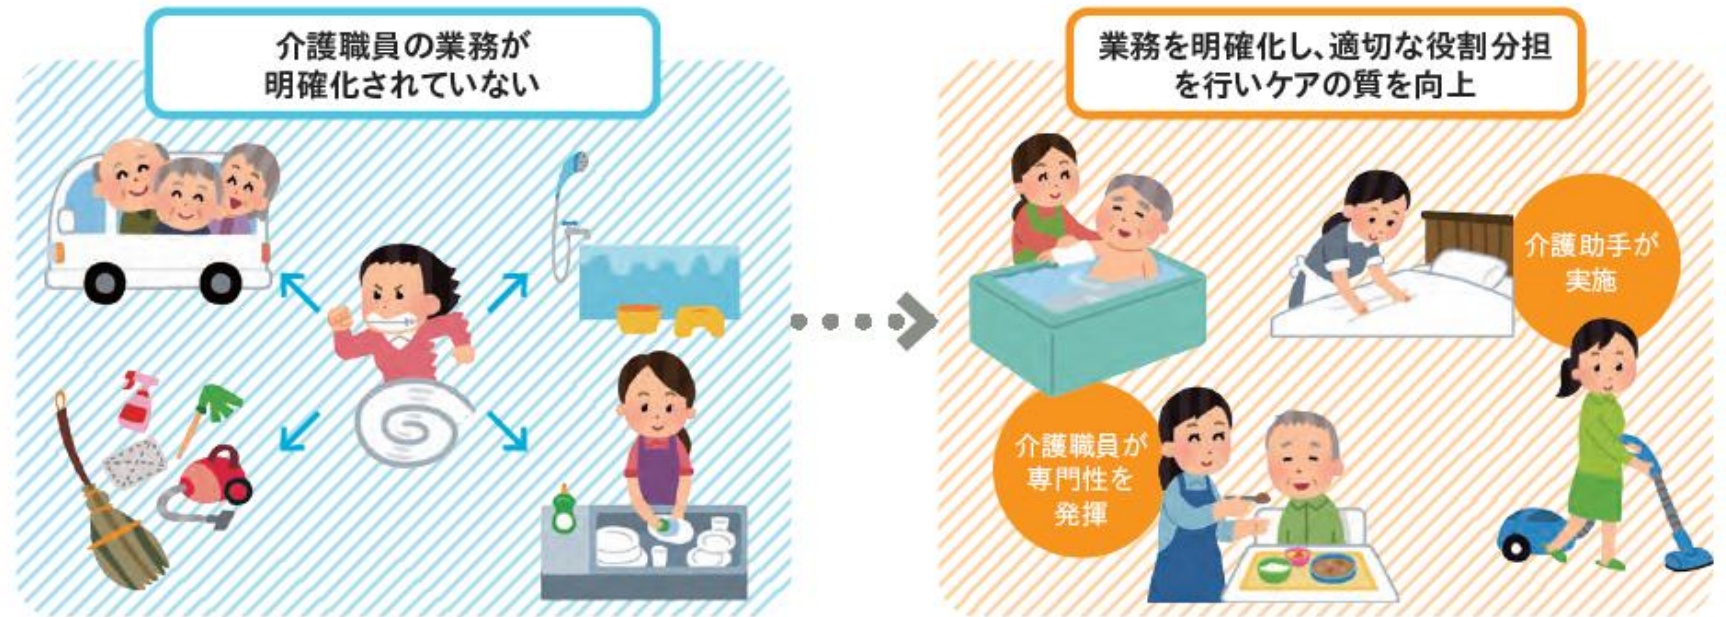 介護職員の業務が
明確化されていない
業務を明確化し、適切な役割分担
を行いケアの質を向上
介護助手が
実施
介護職員が
専門性を
発揮